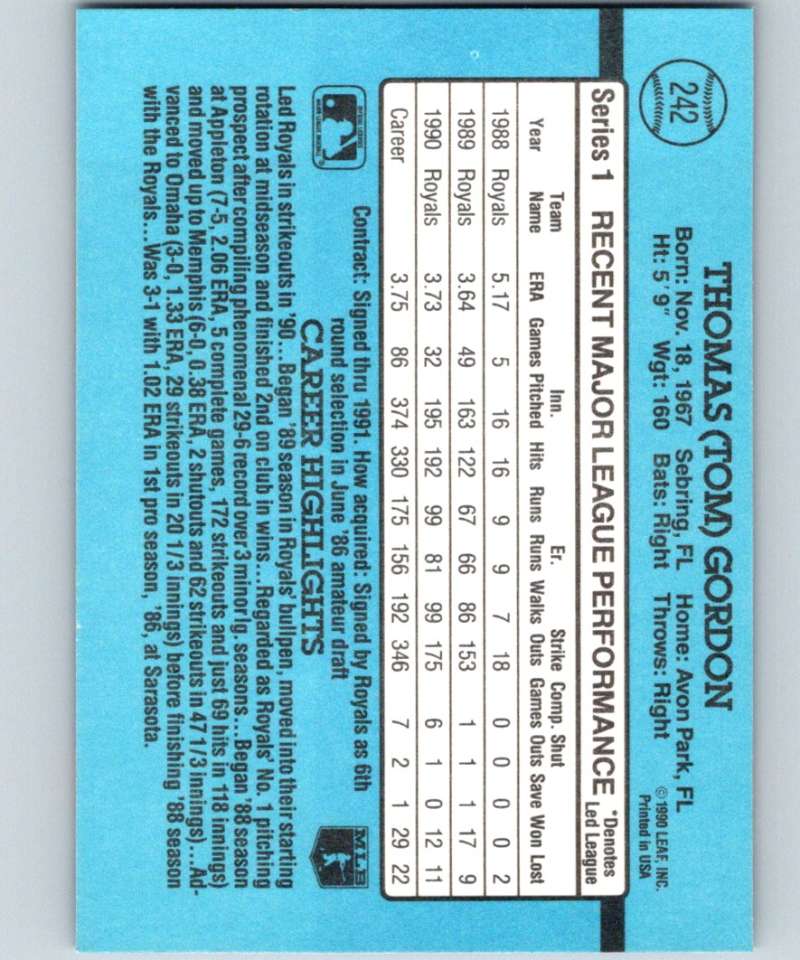 242
THOMAS (TOM) GORDON
Born: Nov. 18, 1967 Sebring, FL Home: Avon Park, FL
Ht: 5' 9" Wgt: 160 Bats: Right Throws: Right
© 1990 LEAF, INC.
Printed in USA
Series 1 RECENT MAJOR LEAGUE PERFORMANCE *Denotes Led League
Team Inn. Er. Strike Comp. Shut
Year Name ERA Games Pitched Hits Runs Runs Walks Outs Games Outs Save Won Lost
1988 Royals 5.17 5 16 16 9 9 7 18 0 0 0 0 2
1989 Royals 3.64 49 163 122 67 66 86 153 1 1 1 17 9
1990 Royals 3.73 32 195 192 99 81 99 175 6 1 0 12 11
Career 3.75 86 374 330 175 156 192 346 7 2 1 29 22
Contract: Signed thru 1991. How acquired: Signed by Royals as 6th
round selection in June '86 amateur draft
MLB
CAREER HIGHLIGHTS
Led Royals in strikeouts in '90...Began '89 season in Royals' bullpen, moved into their starting
rotation at midseason and finished 2nd on club in wins...Regarded as Royals' No. 1 pitching
prospect after compiling phenomenal 29-6 ecord over 3 minor lg. seasons...Began '88 season
at Appleton (7-5, 2.06 ERA, 5 complete games, 172 strikeouts and just 69 hits in 118 innings)
and moved up to Memphis (6-0, 0.38 ERA, 2 shutouts and 62 strikeouts in 47 1/3 innings)...Ad-
vanced to Omaha (3-0, 1.33 ERA, 29 strikeouts in 20 1/3 innings) before finishing '88 season
with the Royals...Was 3-1 with 1.02 ERA in 1st pro season, '86, at Sarasota.